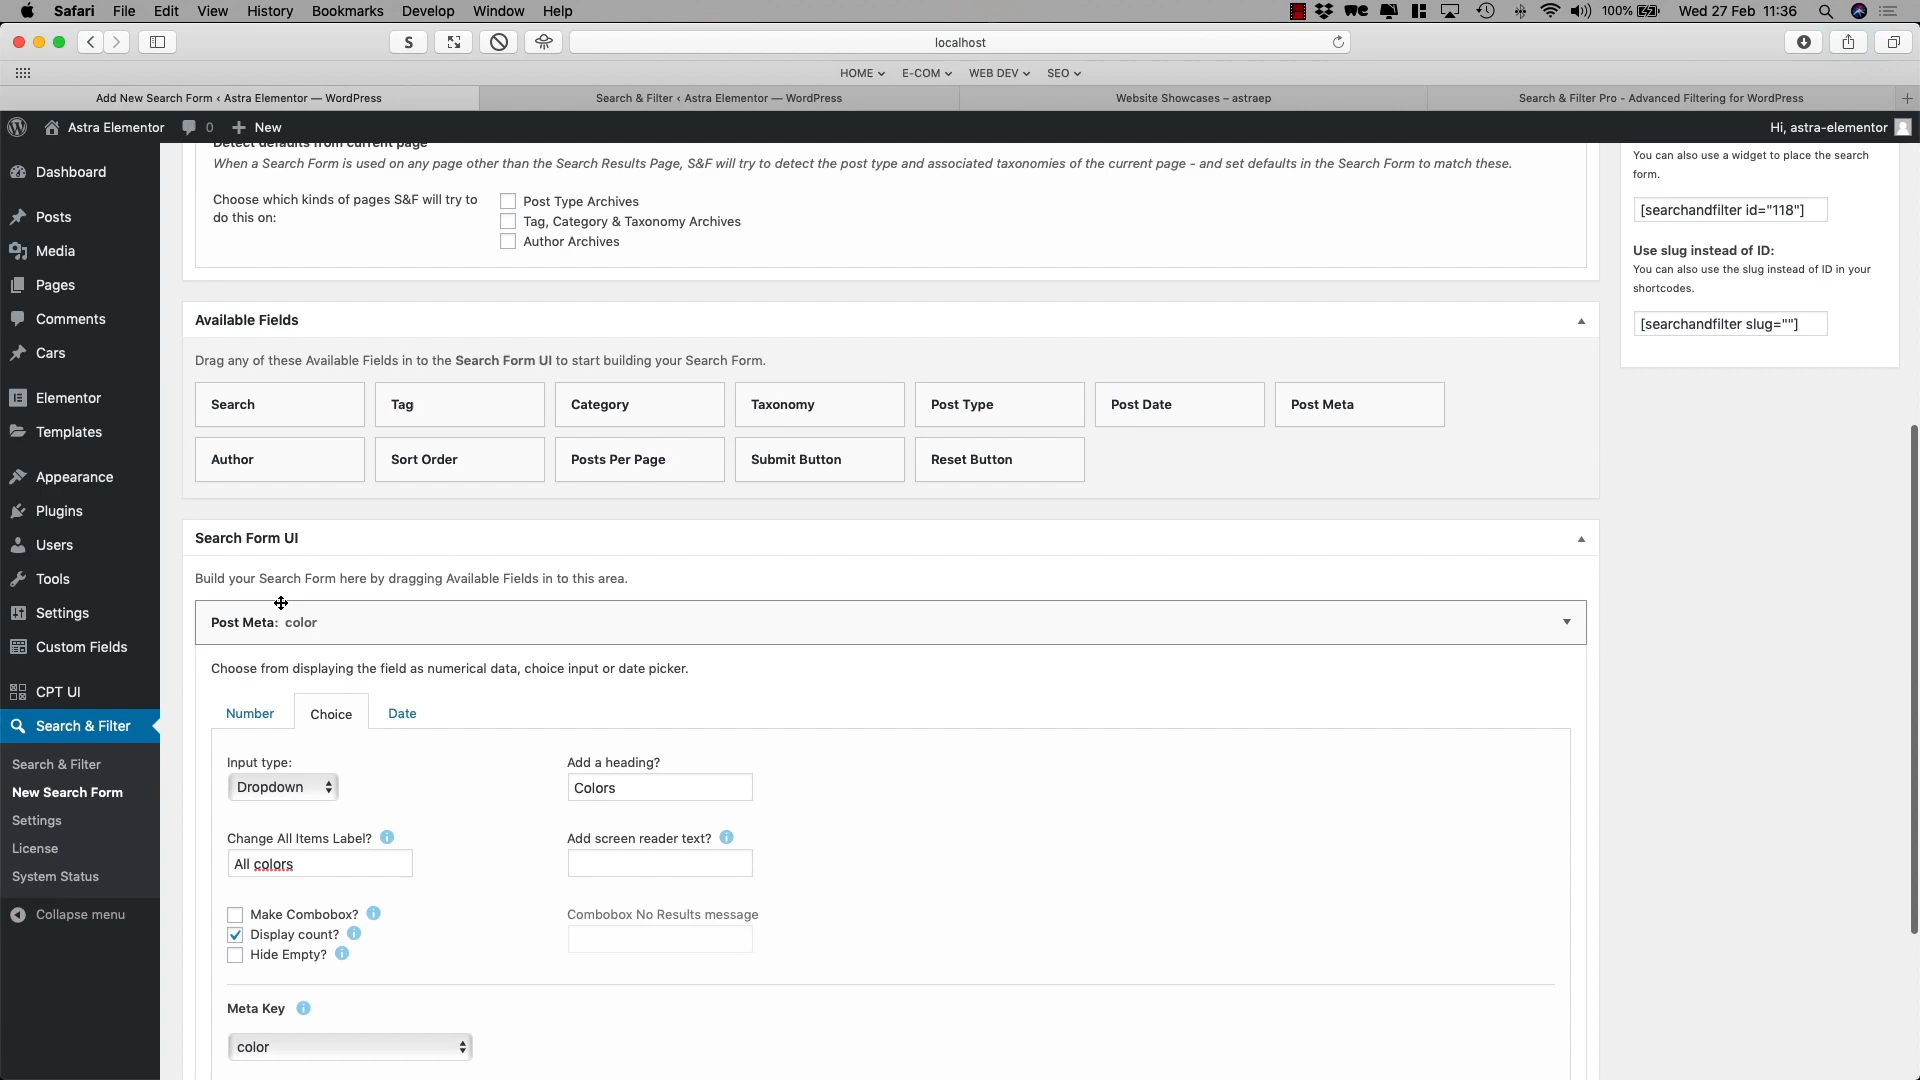 Safari File Edit View History Bookmarks Develop Window Help 100% Wed 27 Feb 11:36
S localhost
HOME E-COM WEB DEV SEO
Add New Search Form ‹ Astra Elementor — WordPress Search & Filter ‹ Astra Elementor — WordPress Website Showcases – astraep Search & Filter Pro - Advanced Filtering for WordPress
Astra Elementor 0 New Hi, astra-elementor
Dashboard
Posts
Media
Pages
Comments
Cars
Elementor
Templates
Appearance
Plugins
Users
Tools
Settings
Custom Fields
CPT UI
Search & Filter
Search & Filter
New Search Form
Settings
License
System Status
Collapse menu
Detect defaults from current page
When a Search Form is used on any page other than the Search Results Page, S&F will try to detect the post type and associated taxonomies of the current page - and set defaults in the Search Form to match these.
Choose which kinds of pages S&F will try to
do this on:
Post Type Archives
Tag, Category & Taxonomy Archives
Author Archives
Available Fields
Drag any of these Available Fields in to the Search Form UI to start building your Search Form.
Search Tag Category Taxonomy Post Type Post Date Post Meta
Author Sort Order Posts Per Page Submit Button Reset Button
Search Form UI
Build your Search Form here by dragging Available Fields in to this area.
Post Meta: color
Choose from displaying the field as numerical data, choice input or date picker.
Number Choice Date
Input type: Add a heading?
Dropdown Colors
Change All Items Label? Add screen reader text?
All colors
Make Combobox? Combobox No Results message
Display count?
Hide Empty?
Meta Key
color
You can also use a widget to place the search
form.
[searchandfilter id="118"]
Use slug instead of ID:
You can also use the slug instead of ID in your
shortcodes.
[searchandfilter slug=""]